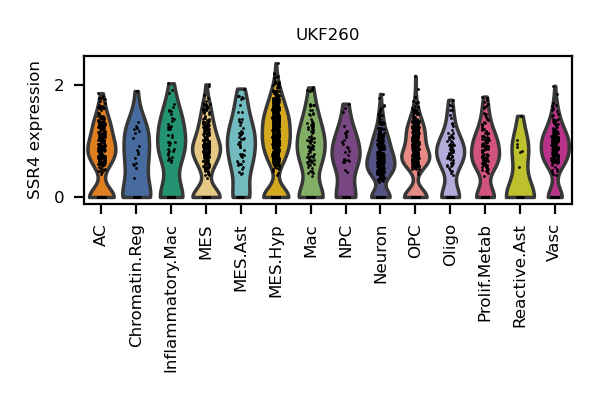 UKF260
SSR4 expression
2
0
AC
Chromatin.Reg
Inflammatory.Mac
MES
MES.Ast
MES.Hyp
Mac
NPC
Neuron
OPC
Oligo
Prolif.Metab
Reactive.Ast
Vasc